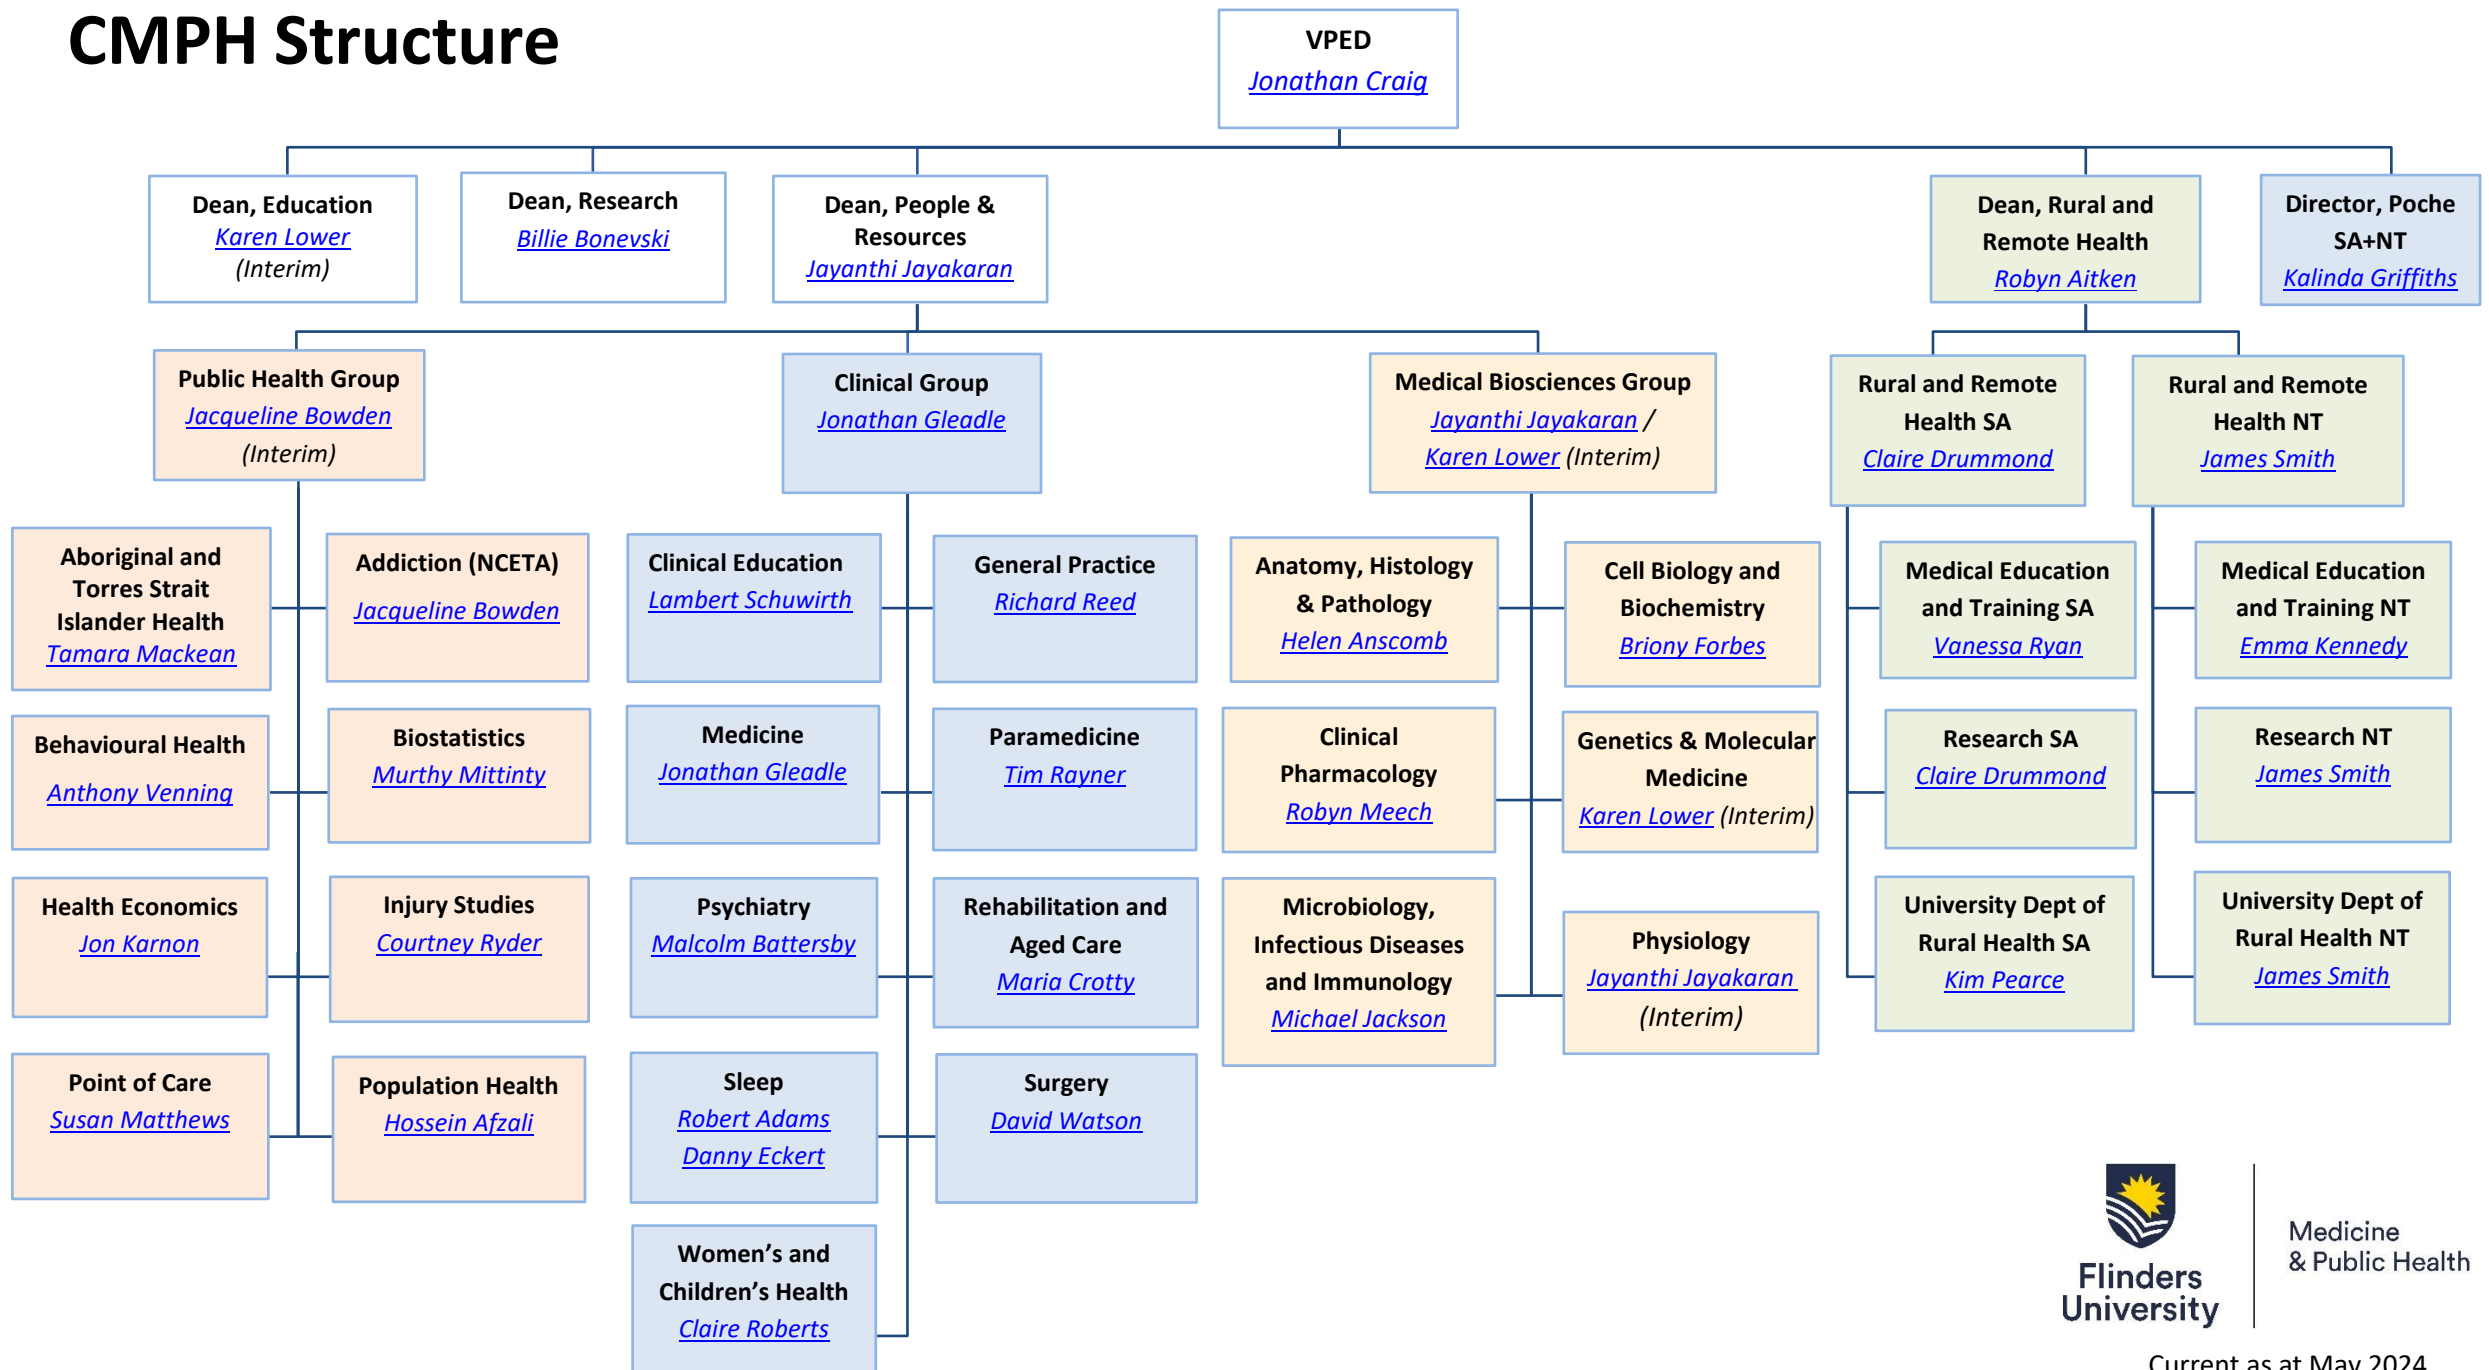 CMPH Structure
VPED
Jonathan Craig
Dean, Education
Karen Lower
(Interim)
Dean, Research
Billie Bonevski
Dean, People &
Resources
Jayanthi Jayakaran
Dean, Rural and
Remote Health
Robyn Aitken
Director, Poche
SA+NT
Kalinda Griffiths
Public Health Group
Jacqueline Bowden
(Interim)
Clinical Group
Jonathan Gleadle
Medical Biosciences Group
Jayanthi Jayakaran /
Karen Lower (Interim)
Rural and Remote
Health SA
Claire Drummond
Rural and Remote
Health NT
James Smith
Aboriginal and
Torres Strait
Islander Health
Tamara Mackean
Addiction (NCETA)
Jacqueline Bowden
Clinical Education
Lambert Schuwirth
General Practice
Richard Reed
Anatomy, Histology
& Pathology
Helen Anscomb
Cell Biology and
Biochemistry
Briony Forbes
Medical Education
and Training SA
Vanessa Ryan
Medical Education
and Training NT
Emma Kennedy
Behavioural Health
Anthony Venning
Biostatistics
Murthy Mittinty
Medicine
Jonathan Gleadle
Paramedicine
Tim Rayner
Clinical
Pharmacology
Robyn Meech
Genetics & Molecular
Medicine
Karen Lower (Interim)
Research SA
Claire Drummond
Research NT
James Smith
Health Economics
Jon Karnon
Injury Studies
Courtney Ryder
Psychiatry
Malcolm Battersby
Rehabilitation and
Aged Care
Maria Crotty
Microbiology,
Infectious Diseases
and Immunology
Michael Jackson
Physiology
Jayanthi Jayakaran
(Interim)
University Dept of
Rural Health SA
Kim Pearce
University Dept of
Rural Health NT
James Smith
Point of Care
Susan Matthews
Population Health
Hossein Afzali
Sleep
Robert Adams
Danny Eckert
Surgery
David Watson
Women’s and
Children’s Health
Claire Roberts
Flinders
University
Medicine
& Public Health
Current as at May 2024